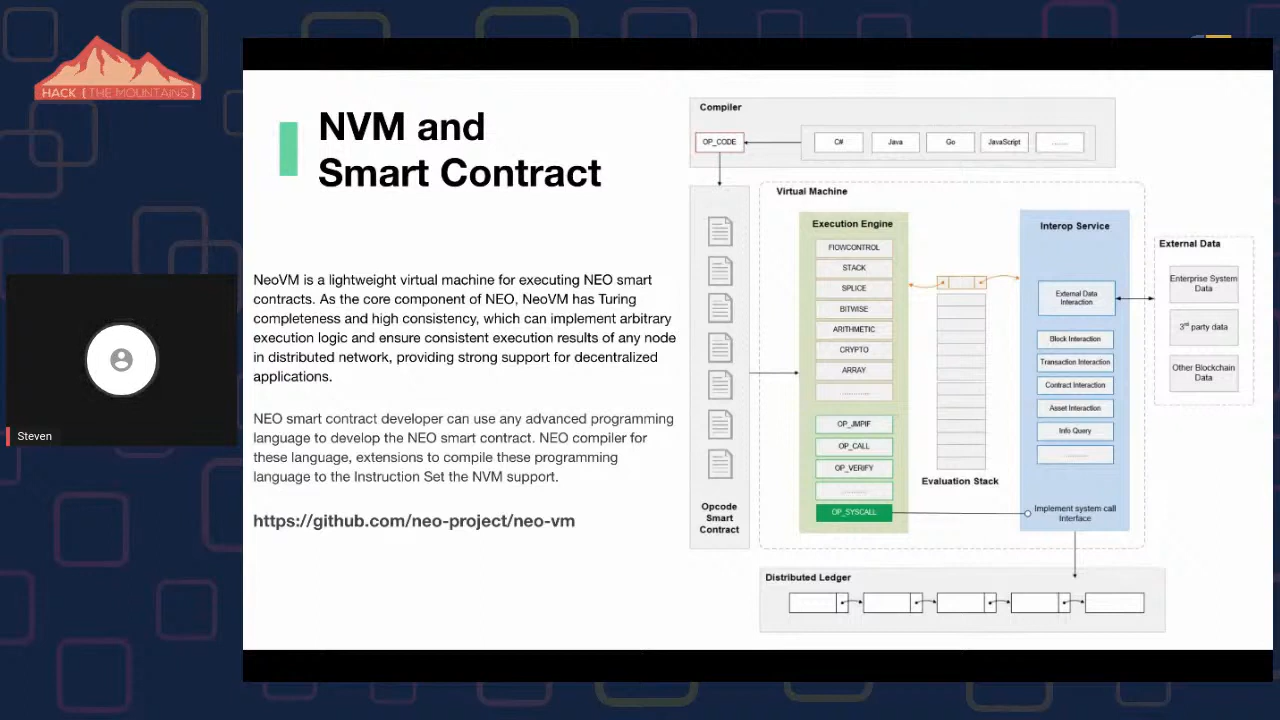 HACK {THE MOUNTAINS}
NVM and
Smart Contract
NeoVM is a lightweight virtual machine for executing NEO smart
contracts. As the core component of NEO, NeoVM has Turing
completeness and high consistency, which can implement arbitrary
execution logic and ensure consistent execution results of any node
in distributed network, providing strong support for decentralized
applications.
NEO smart contract developer can use any advanced programming
language to develop the NEO smart contract. NEO compiler for
these language, extensions to compile these programming
language to the Instruction Set the NVM support.
https://github.com/neo-project/neo-vm
Steven
Compiler
OP_CODE
C#
Java
Go
JavaScript
........
Opcode
Smart
Contract
Virtual Machine
Execution Engine
FlOWCONTROL
STACK
SPLICE
BITWISE
ARITHMETIC
CRYPTO
ARRAY
............
OP_JMPIF
OP_CALL
OP_VERIFY
............
OP_SYSCALL
Evaluation Stack
Interop Service
External Data
Interaction
Block Interaction
Transaction Interaction
Contract Interaction
Asset Interaction
Info Query
..........
Implement system call
Interface
External Data
Enterprise System
Data
3rd party data
Other Blockchain
Data
Distributed Ledger